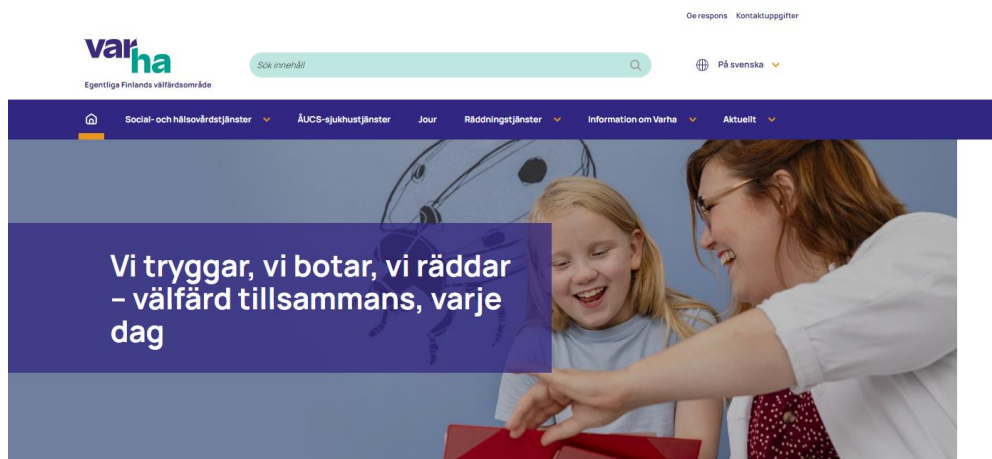 Ge respons Kontaktuppgifter
varha
Egentliga Finlands välfärdsområde
Sök innehåll
På svenska
Social- och hälsovårdstjänster ÅUCS-sjukhustjänster Jour Räddningstjänster Information om Varha Aktuellt
Vi tryggar, vi botar, vi räddar
– välfärd tillsammans, varje
dag